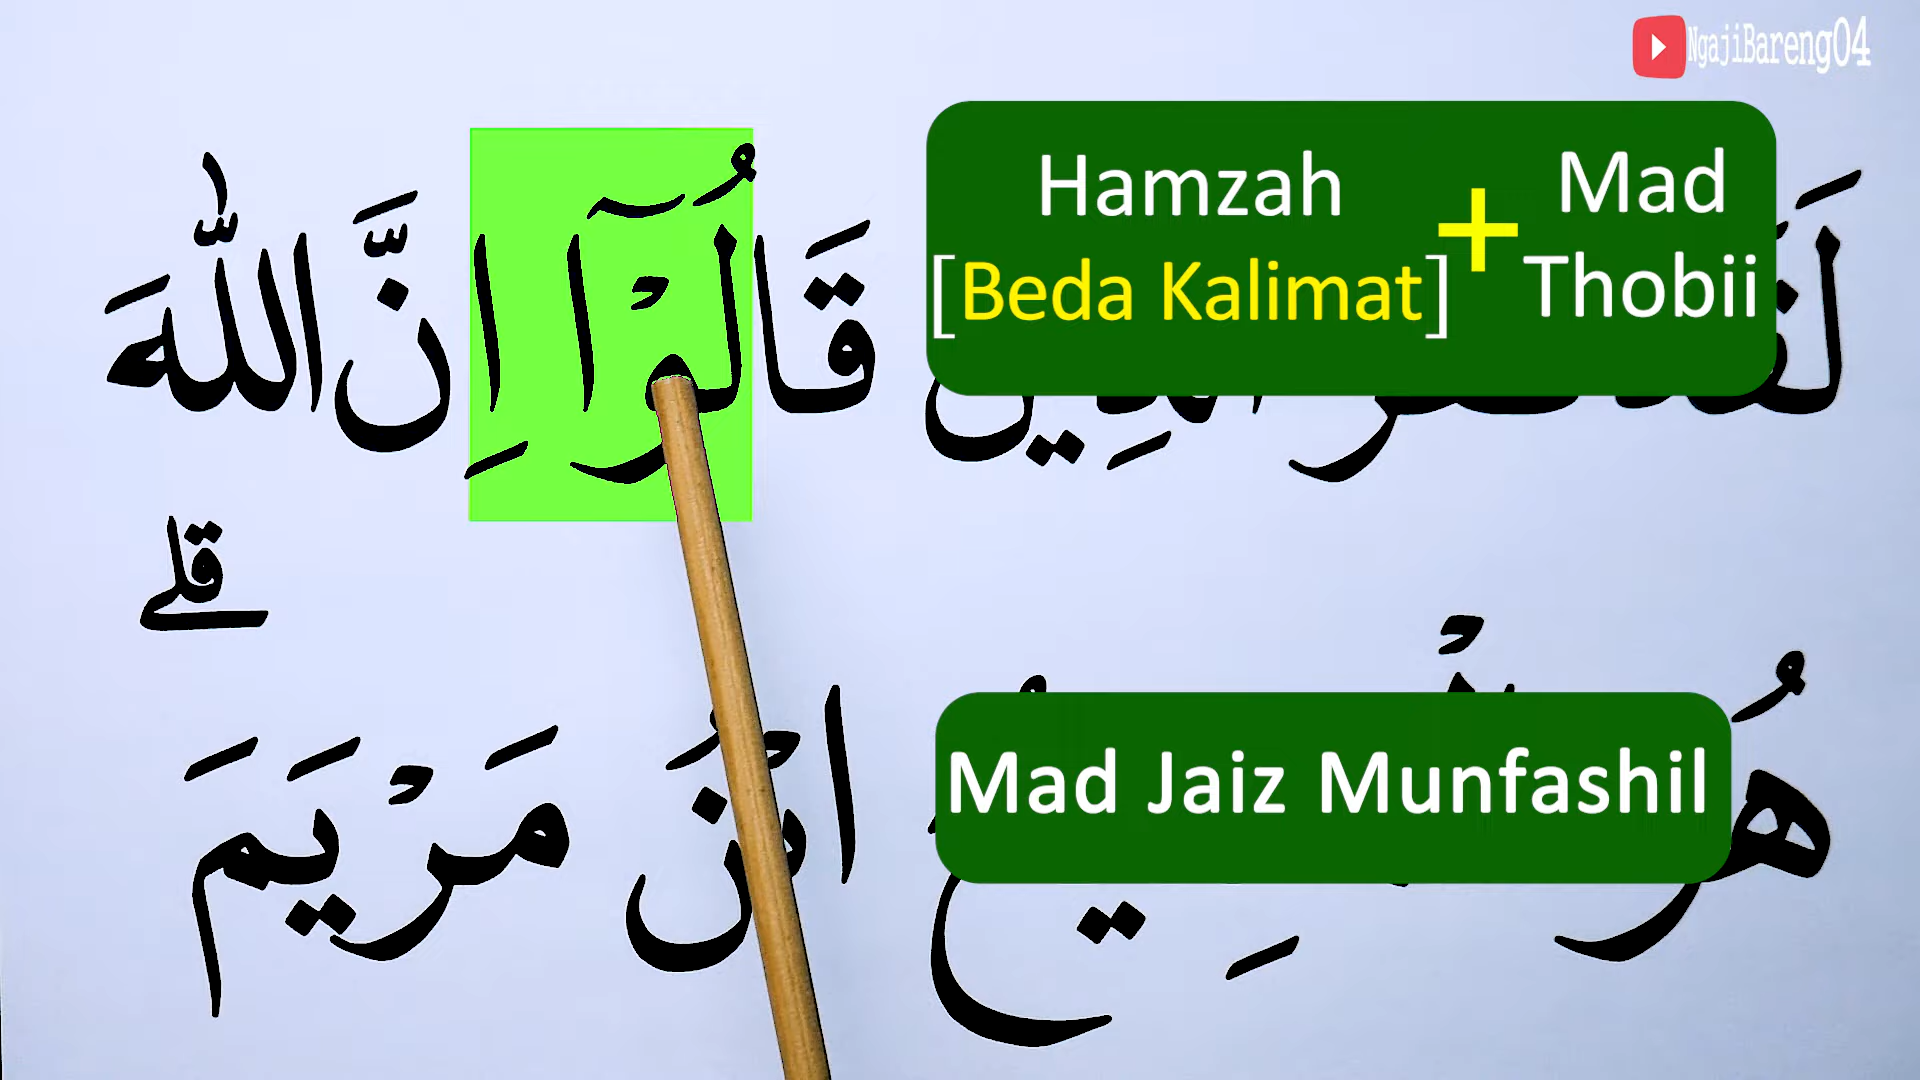 NgajiBareng04
Hamzah + Mad
[Beda Kalimat] Thobii
قَالُوْٓا اِنَّ اللّٰهَ
قلے
Mad Jaiz Munfashil
ابْنُ مَرْيَمَ